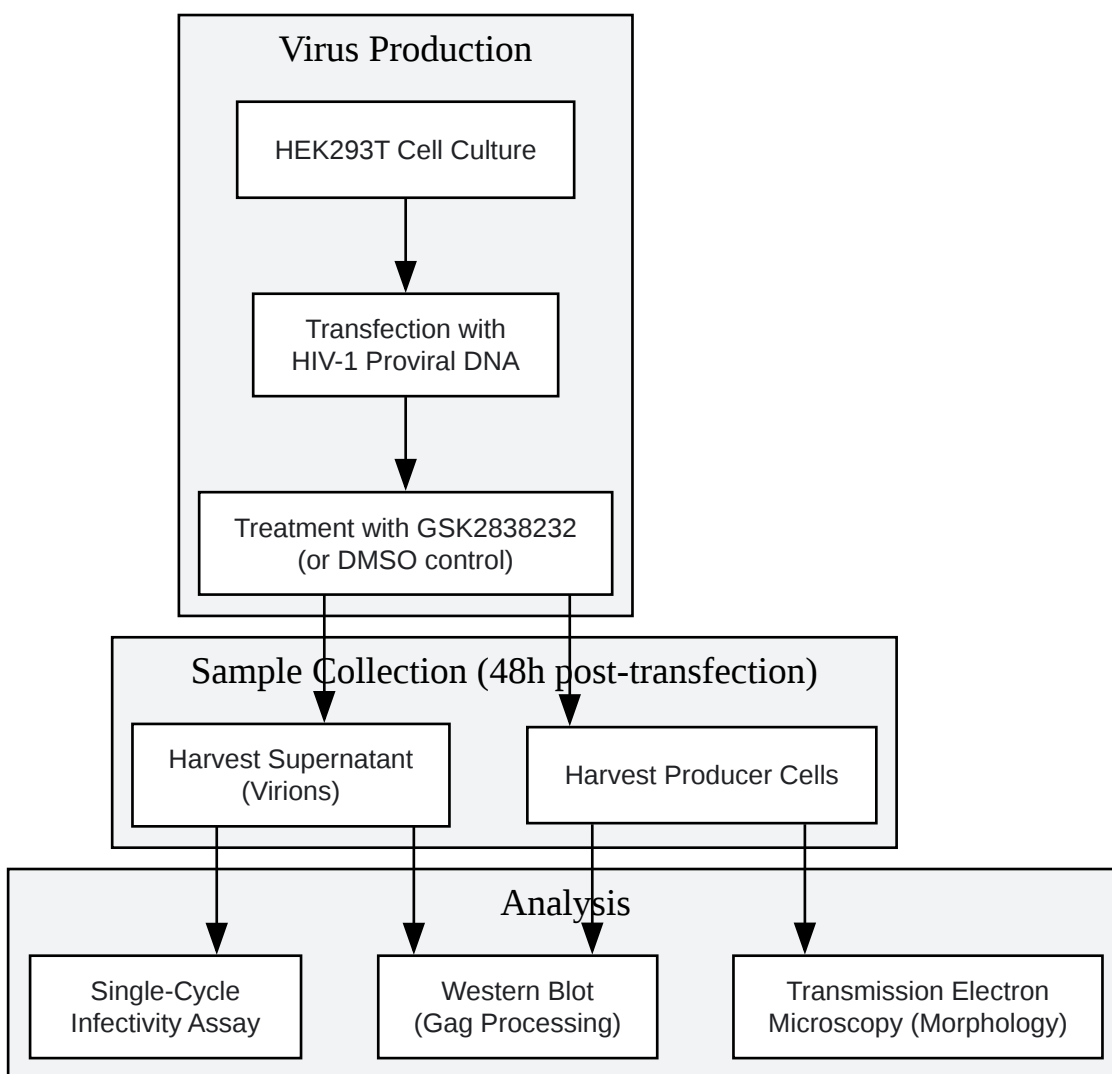 Virus Production
HEK293T Cell Culture
Transfection with
HIV-1 Proviral DNA
Treatment with GSK2838232
(or DMSO control)
Sample Collection (48h post-transfection)
Harvest Supernatant
(Virions)
Harvest Producer Cells
Analysis
Single-Cycle
Infectivity Assay
Western Blot
(Gag Processing)
Transmission Electron
Microscopy (Morphology)